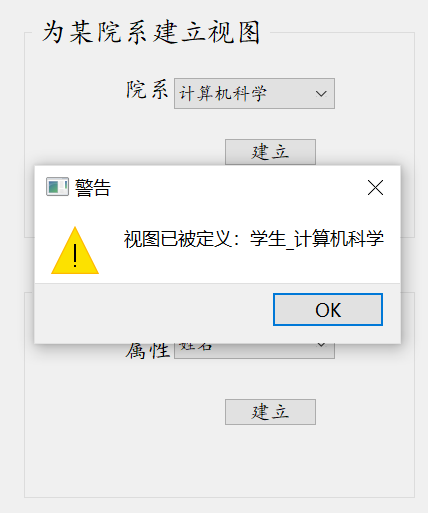 为某院系建立视图
院系 计算机科学
建立
警告
视图已被定义：学生_计算机科学
OK
属性 姓名
建立